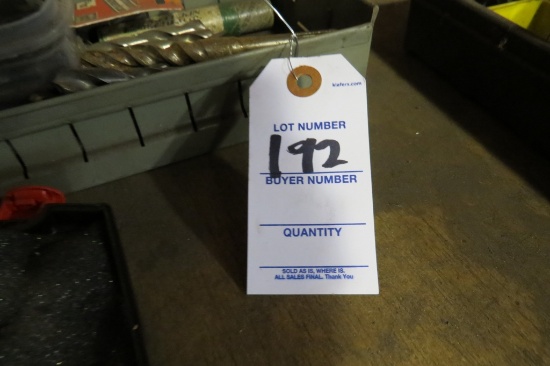 kiefers.com
LOT NUMBER
192
BUYER NUMBER
QUANTITY
SOLD AS IS, WHERE IS.
ALL SALES FINAL. Thank You